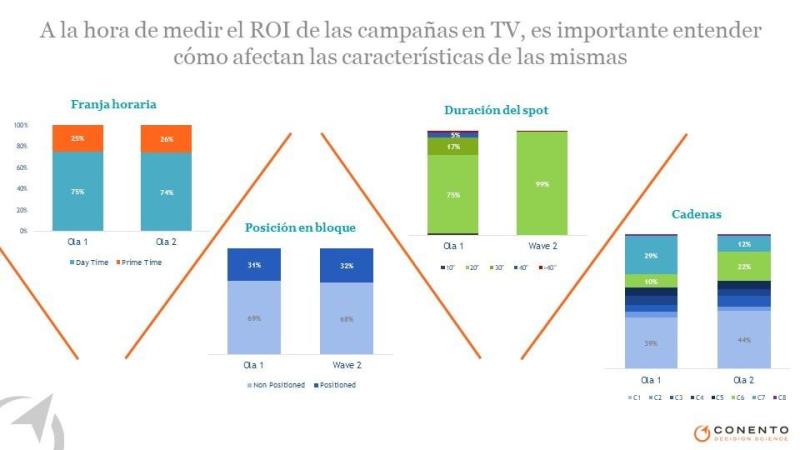 A la hora de medir el ROI de las campañas en TV, es importante entender
cómo afectan las características de las mismas
Franja horaria
100%
80%
60%
40%
20%
0%
25%
26%
75%
74%
Ola 1
Ola 2
Day Time
Prime Time
Posición en bloque
31%
32%
69%
68%
Ola 1
Wave 2
Non Positioned
Positioned
Duración del spot
5%
17%
75%
99%
Ola 1
Wave 2
10"
20"
30"
40"
>40"
Cadenas
29%
12%
10%
22%
39%
44%
Ola 1
Ola 2
C1
C2
C3
C4
C5
C6
C7
C8
CONENTO
DECISION SCIENCE